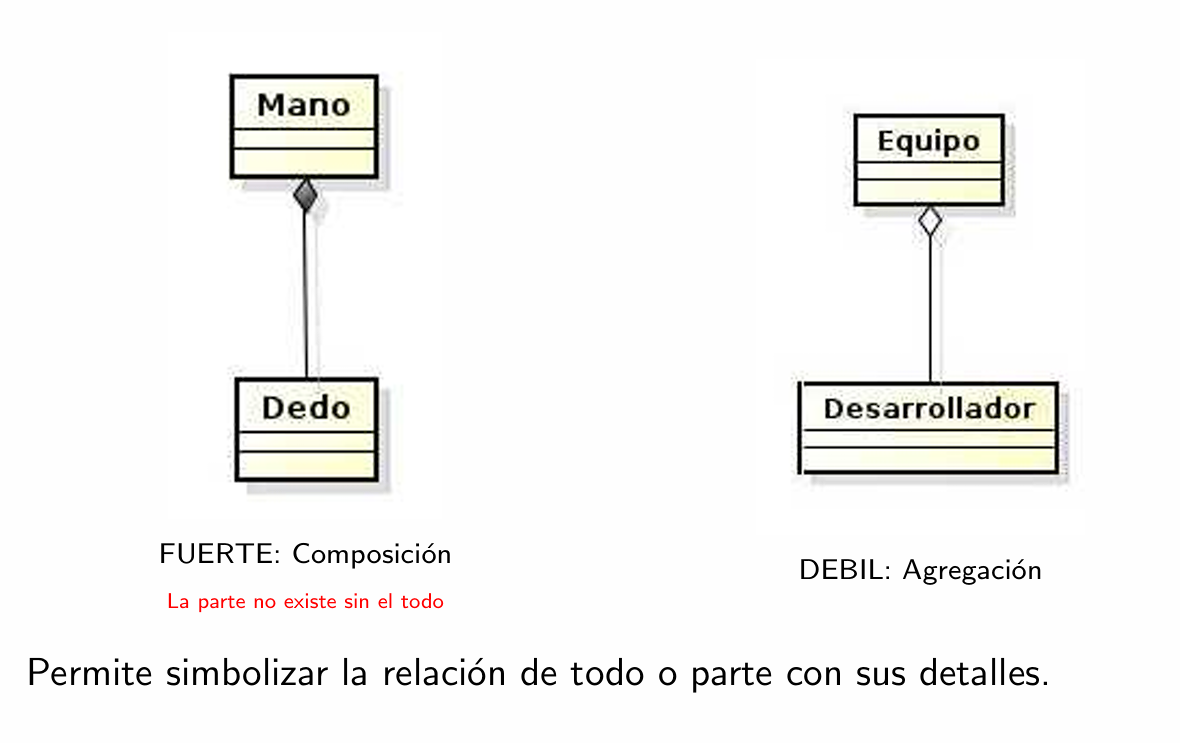 Mano
Dedo
FUERTE: Composición
La parte no existe sin el todo
Equipo
Desarrollador
DEBIL: Agregación
Permite simbolizar la relación de todo o parte con sus detalles.